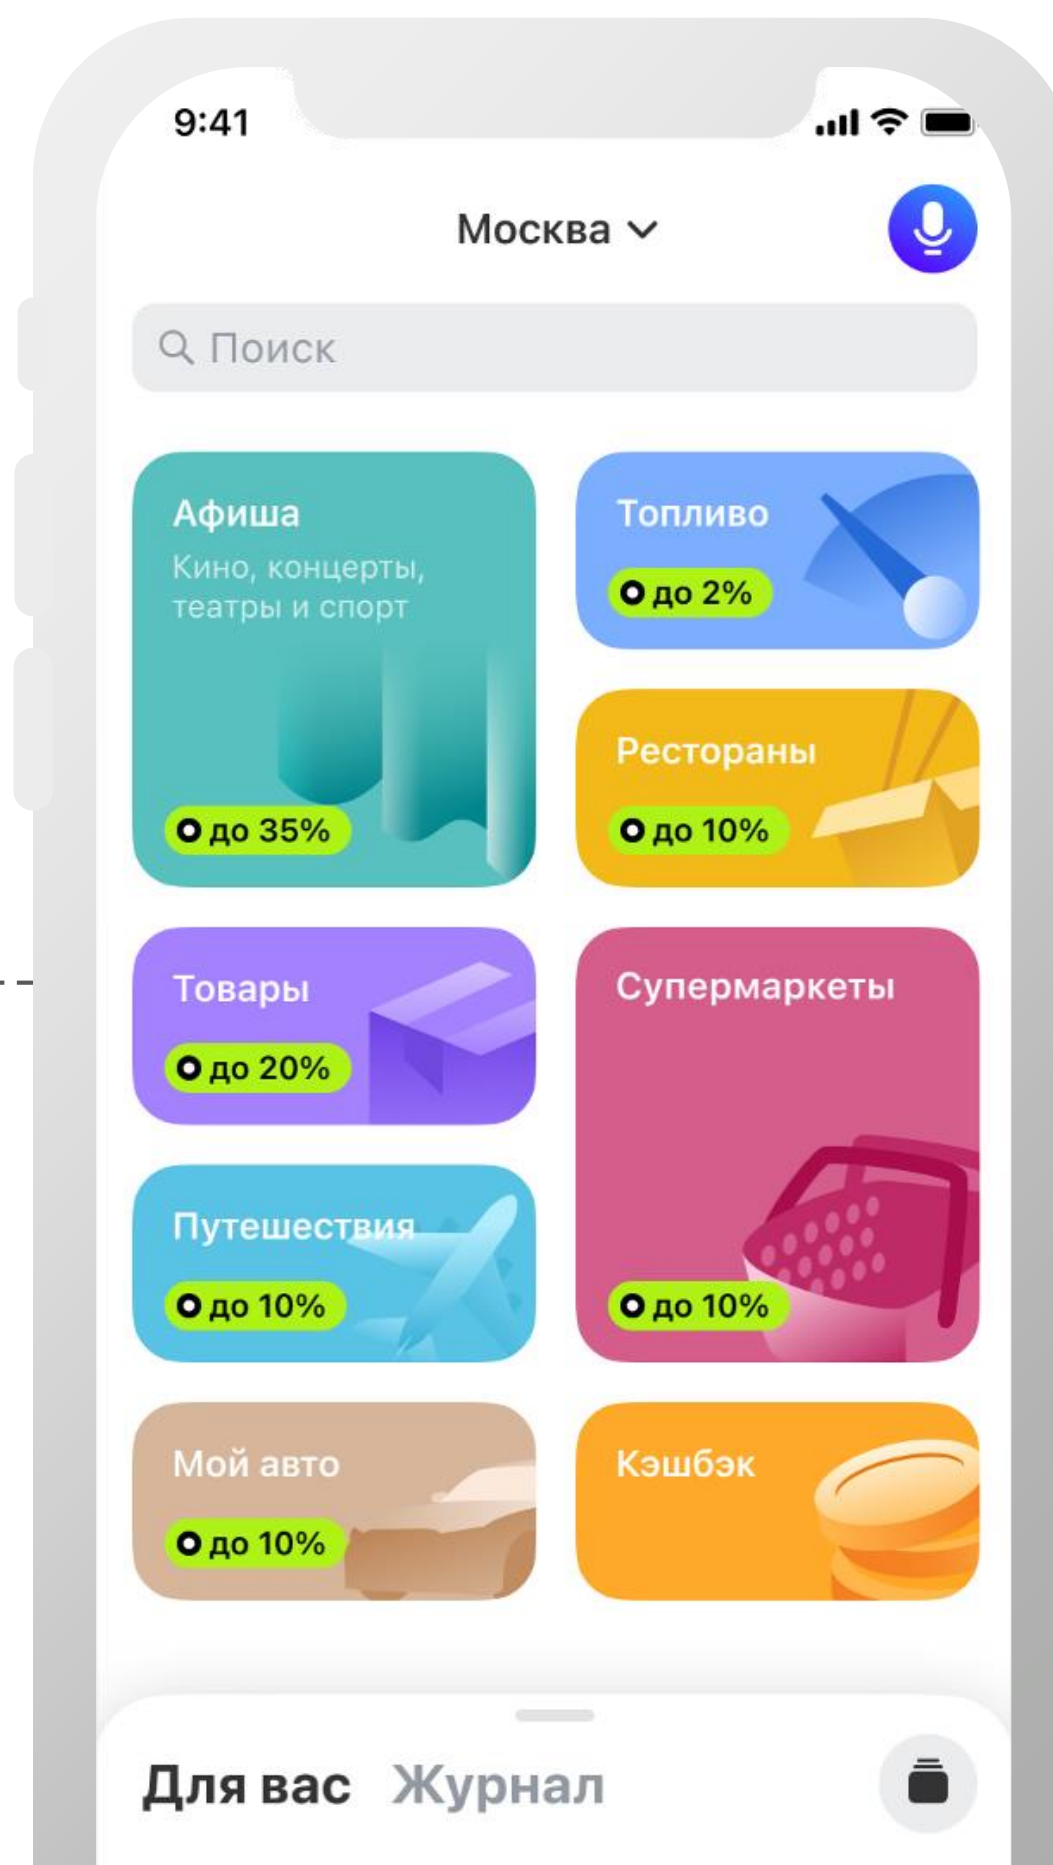 9:41
Москва
Поиск
Афиша
Кино, концерты,
театры и спорт
до 35%
Топливо
до 2%
Рестораны
до 10%
Товары
до 20%
Супермаркеты
до 10%
Путешествия
до 10%
Мой авто
до 10%
Кэшбэк
Для вас Журнал